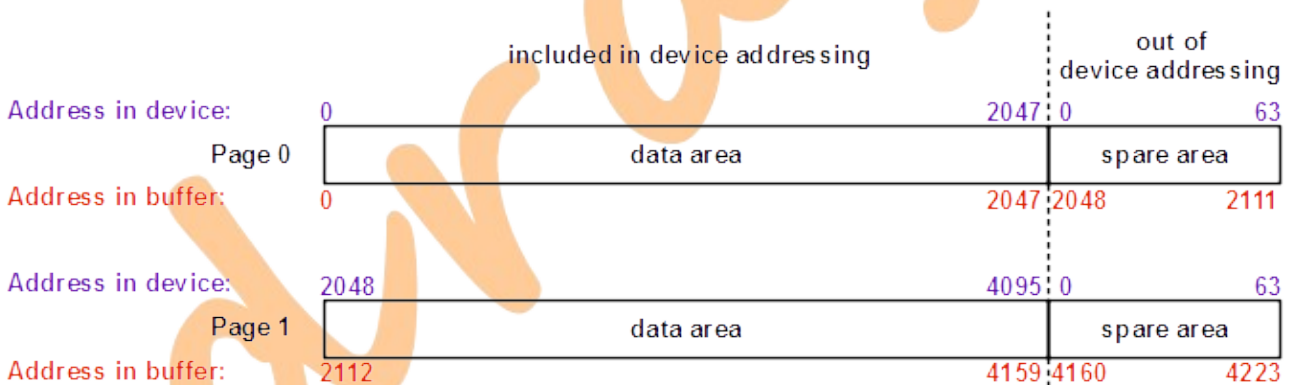 included in device addressing
out of
device addressing
Address in device: 0 2047 0 63
Page 0 data area spare area
Address in buffer: 0 2047 2048 2111
Address in device: 2048 4095 0 63
Page 1 data area spare area
Address in buffer: 2112 4159 4160 4223